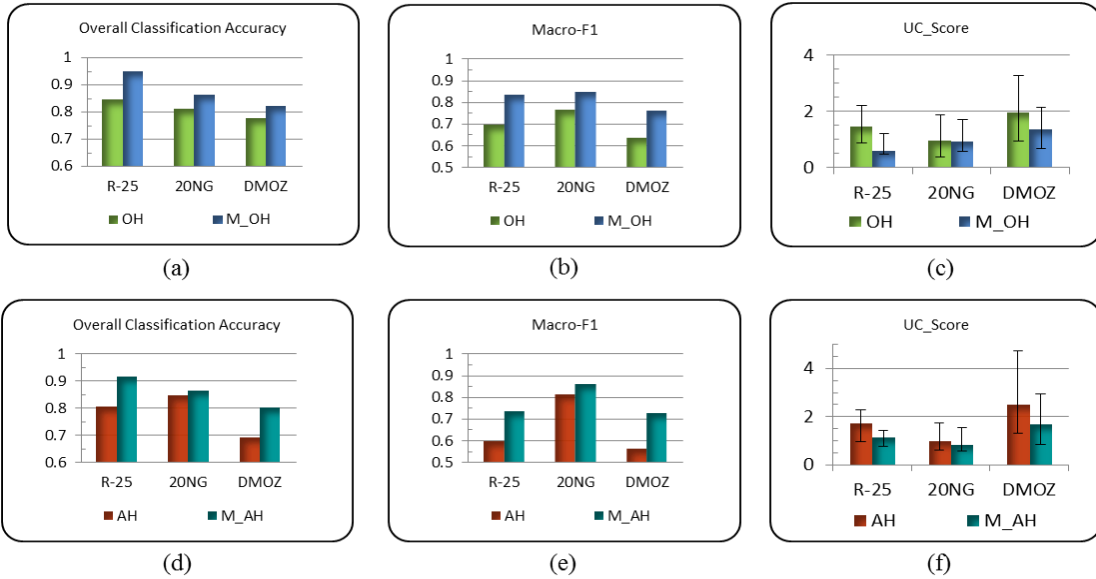 Overall Classification Accuracy
1
0.9
0.8
0.7
0.6
R-25 20NG DMOZ
OH M_OH
(a)
Macro-F1
1
0.9
0.8
0.7
0.6
0.5
R-25 20NG DMOZ
OH M_OH
(b)
UC_Score
4
2
0
R-25 20NG DMOZ
OH M_OH
(c)
Overall Classification Accuracy
1
0.9
0.8
0.7
0.6
R-25 20NG DMOZ
AH M_AH
(d)
Macro-F1
1
0.9
0.8
0.7
0.6
0.5
R-25 20NG DMOZ
AH M_AH
(e)
UC_Score
4
2
0
R-25 20NG DMOZ
AH M_AH
(f)